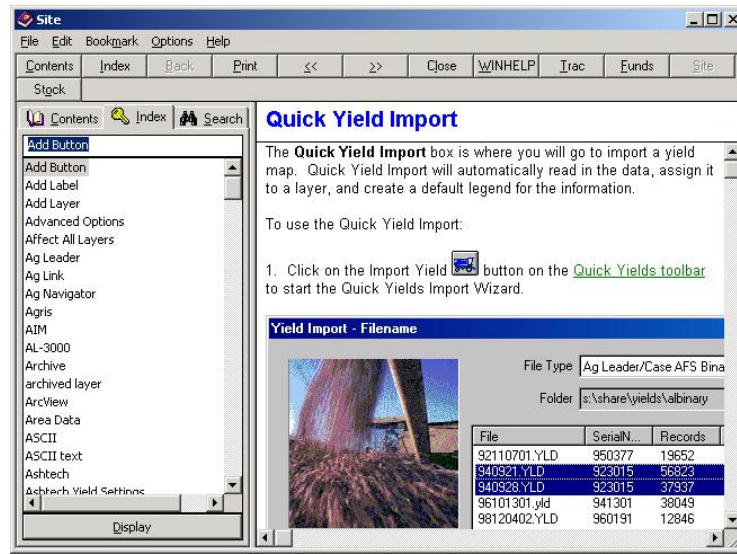 Site
File Edit Bookmark Options Help
Contents Index Back Print << >> Close WINHELP Trac Funds Site
Stock
Contents Index Search
Add Button
Add Button
Add Label
Add Layer
Advanced Options
Affect All Layers
Ag Leader
Ag Link
Ag Navigator
Agris
AIM
AL-3000
Archive
archived layer
ArcView
Area Data
ASCII
ASCII text
Ashtech
Ashtech Yield Settings
Display
Quick Yield Import
The Quick Yield Import box is where you will go to import a yield
map. Quick Yield Import will automatically read in the data, assign it
to a layer, and create a default legend for the information.
To use the Quick Yield Import:
1. Click on the Import Yield button on the Quick Yields toolbar
to start the Quick Yields Import Wizard.
Yield Import - Filename
File Type Ag Leader/Case AFS Bina
Folder s:\share\yields\albinary
File SerialN... Records
92110701.YLD 950377 19652
940921.YLD 923015 56823
940928.YLD 923015 37937
96101301.yld 941301 38049
98120402.YLD 960191 12846